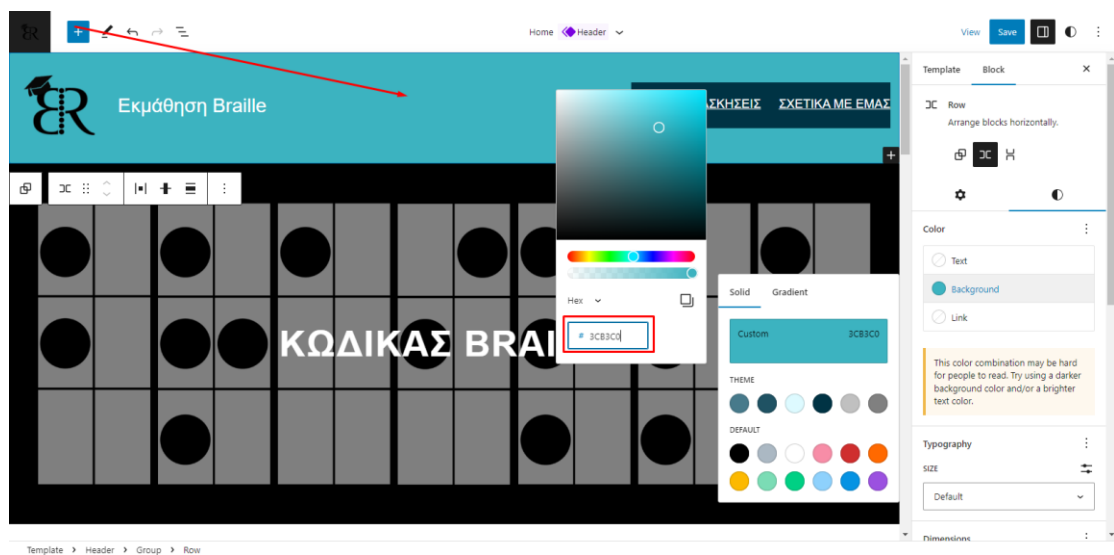 Home Header
View Save
Εκμάθηση Braille
ΣΚΗΣΕΙΣ ΣΧΕΤΙΚΑ ΜΕ ΕΜΑΣ
ΚΩΔΙΚΑΣ BRAI
Hex
# 3CB3C0
Solid Gradient
Custom 3CB3C0
THEME
DEFAULT
Template Block
Row
Arrange blocks horizontally.
Color
Text
Background
Link
This color combination may be hard
for people to read. Try using a darker
background color and/or a brighter
text color.
Typography
SIZE
Default
Dimensions
Template > Header > Group > Row